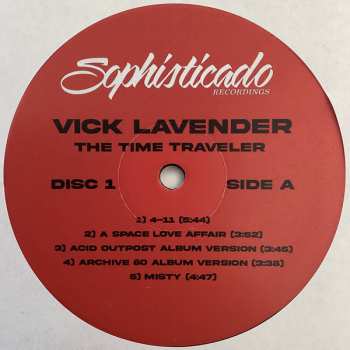 Sophisticado
RECORDINGS
VICK LAVENDER
THE TIME TRAVELER
DISC 1 SIDE A
1) 4-11 (5:44)
2) A SPACE LOVE AFFAIR (3:52)
3) ACID OUTPOST ALBUM VERSION (3:45)
4) ARCHIVE 80 ALBUM VERSION (3:38)
5) MISTY (4:47)